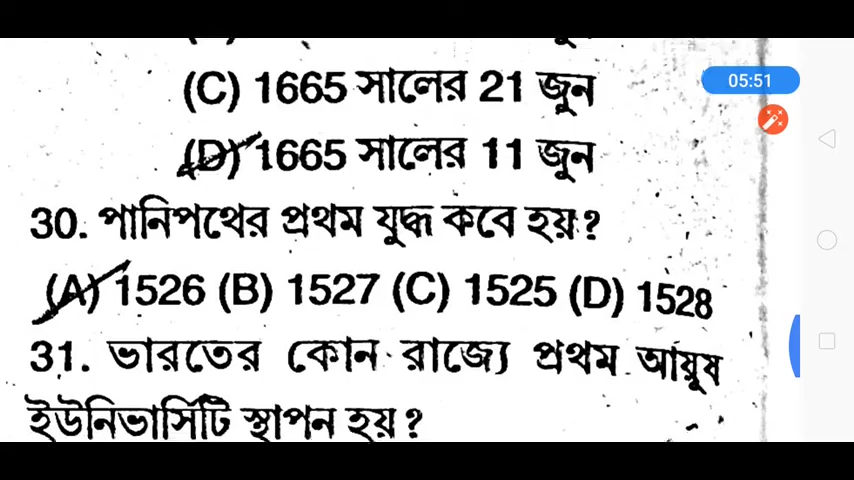 (C) 1665 সালের 21 জুন
(D) 1665 সালের 11 জুন
30. পানিপথের প্রথম যুদ্ধ কবে হয়?
(A) 1526 (B) 1527 (C) 1525 (D) 1528
31. ভারতের কোন রাজ্যে প্রথম আয়ুষ
ইউনিভার্সিটি স্থাপন হয়?
05:51